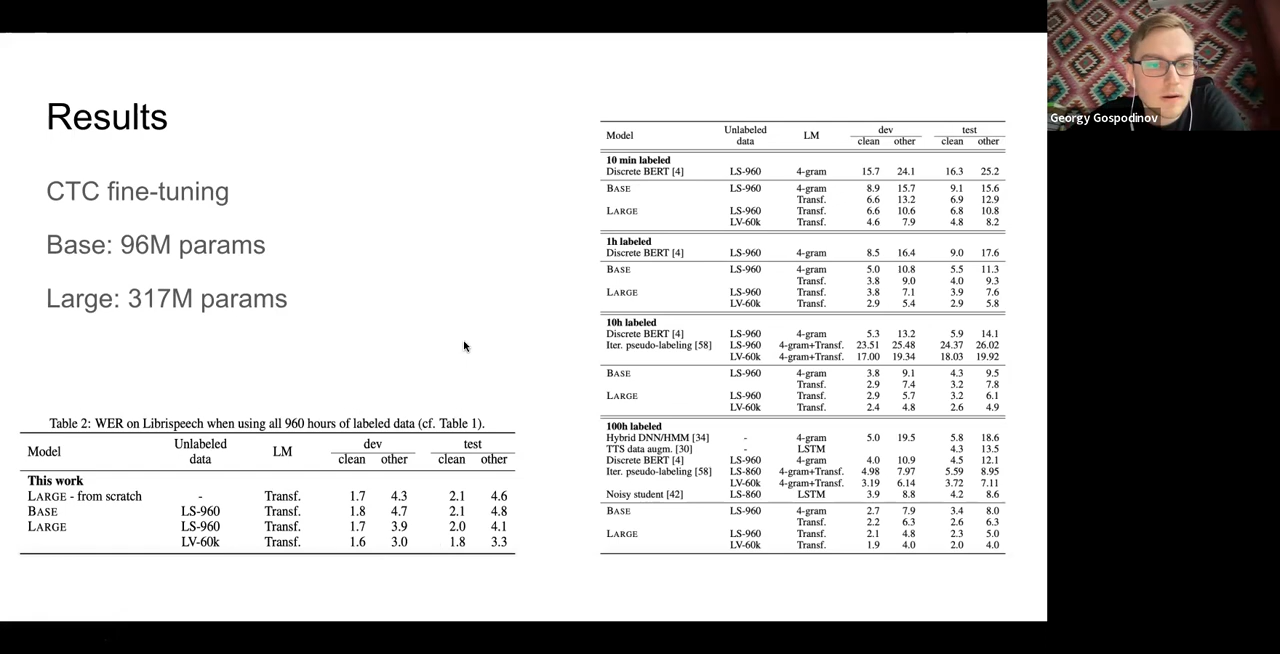 Results
CTC fine-tuning
Base: 96M params
Large: 317M params
Table 2: WER on Librispeech when using all 960 hours of labeled data (cf. Table 1).
Model Unlabeled data LM dev test
clean other clean other
This work
LARGE - from scratch - Transf. 1.7 4.3 2.1 4.6
BASE LS-960 Transf. 1.8 4.7 2.1 4.8
LARGE LS-960 Transf. 1.7 3.9 2.0 4.1
LV-60k Transf. 1.6 3.0 1.8 3.3
Model Unlabeled data LM dev test
clean other clean other
10 min labeled
Discrete BERT [4] LS-960 4-gram 15.7 24.1 16.3 25.2
BASE LS-960 4-gram 8.9 15.7 9.1 15.6
Transf. 6.6 13.2 6.9 12.9
LARGE LS-960 Transf. 6.6 10.6 6.8 10.8
LV-60k Transf. 4.6 7.9 4.8 8.2
1h labeled
Discrete BERT [4] LS-960 4-gram 8.5 16.4 9.0 17.6
BASE LS-960 4-gram 5.0 10.8 5.5 11.3
Transf. 3.8 9.0 4.0 9.3
LARGE LS-960 Transf. 3.8 7.1 3.9 7.6
LV-60k Transf. 2.9 5.4 2.9 5.8
10h labeled
Discrete BERT [4] LS-960 4-gram 5.3 13.2 5.9 14.1
Iter. pseudo-labeling [58] LS-960 4-gram+Transf. 23.51 25.48 24.37 26.02
LV-60k 4-gram+Transf. 17.00 19.34 18.03 19.92
BASE LS-960 4-gram 3.8 9.1 4.3 9.5
Transf. 2.9 7.4 3.2 7.8
LARGE LS-960 Transf. 2.9 5.7 3.2 6.1
LV-60k Transf. 2.4 4.8 2.6 4.9
100h labeled
Hybrid DNN/HMM [34] - 4-gram 5.0 19.5 5.8 18.6
TTS data augm. [30] - LSTM 4.3 13.5
Discrete BERT [4] LS-960 4-gram 4.0 10.9 4.5 12.1
Iter. pseudo-labeling [58] LS-860 4-gram+Transf. 4.98 7.97 5.59 8.95
LV-60k 4-gram+Transf. 3.19 6.14 3.72 7.11
Noisy student [42] LS-860 LSTM 3.9 8.8 4.2 8.6
BASE LS-960 4-gram 2.7 7.9 3.4 8.0
Transf. 2.2 6.3 2.6 6.3
LARGE LS-960 Transf. 2.1 4.8 2.3 5.0
LV-60k Transf. 1.9 4.0 2.0 4.0
Georgy Gospodinov